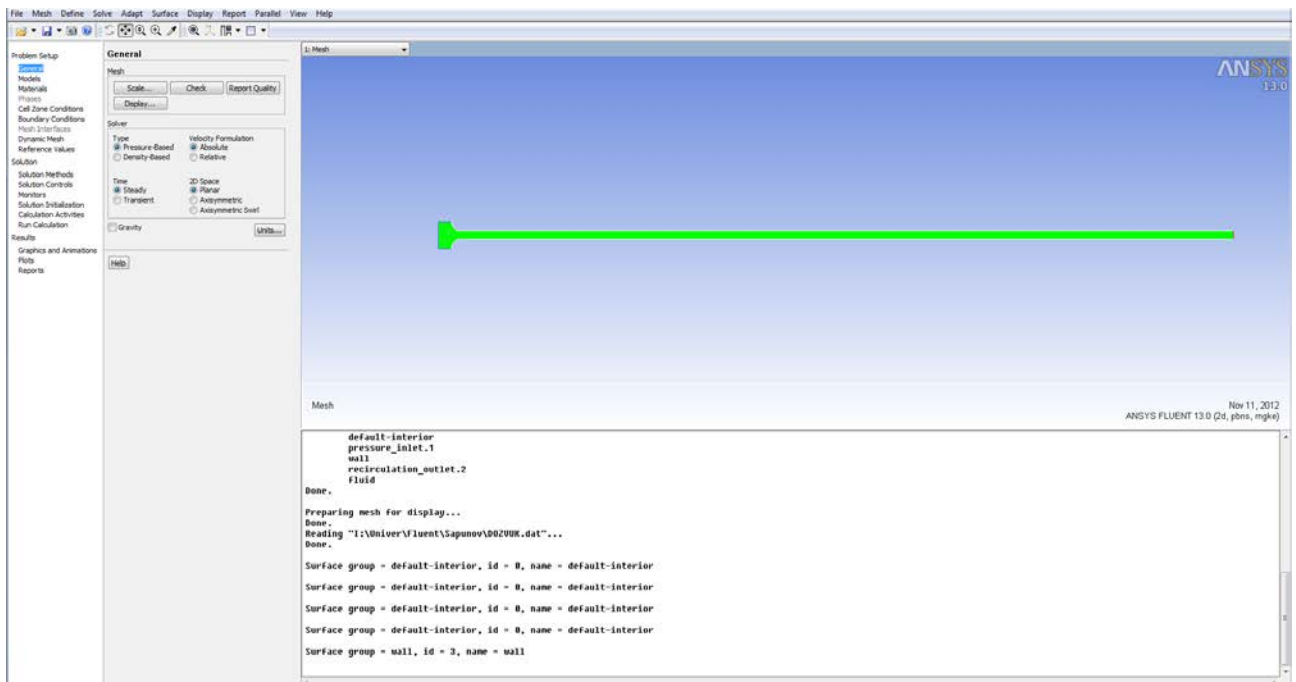 File Mesh Define Solve Adapt Surface Display Report Parallel View Help
1: Mesh
Problem Setup
General
Models
Materials
Phases
Cell Zone Conditions
Boundary Conditions
Mesh Interfaces
Dynamic Mesh
Reference Values
Solution
Solution Methods
Solution Controls
Monitors
Solution Initialization
Calculation Activities
Run Calculation
Results
Graphics and Animations
Plots
Reports
General
Mesh
Scale... Check Report Quality
Display...
Solver
Type Velocity Formulation
Pressure-Based Absolute
Density-Based Relative
Time 2D Space
Steady Planar
Transient Axisymmetric
Axisymmetric Swirl
Gravity Units...
Help
ANSYS
13.0
Mesh Nov 11, 2012
ANSYS FLUENT 13.0 (2d, pbns, rngke)
default-interior
pressure_inlet.1
wall
recirculation_outlet.2
fluid
Done.
Preparing mesh for display...
Done.
Reading "I:\Univer\Fluent\Sapunov\DOZVUK.dat"...
Done.
Surface group = default-interior, id = 0, name = default-interior
Surface group = default-interior, id = 0, name = default-interior
Surface group = default-interior, id = 0, name = default-interior
Surface group = default-interior, id = 0, name = default-interior
Surface group = wall, id = 3, name = wall